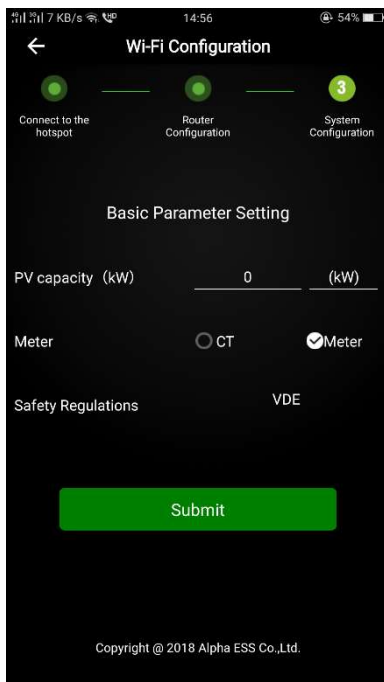 7 KB/s 14:56 54%
Wi-Fi Configuration
3
Connect to the
hotspot
Router
Configuration
System
Configuration
Basic Parameter Setting
PV capacity（kW） 0 (kW)
Meter CT Meter
Safety Regulations VDE
Submit
Copyright @ 2018 Alpha ESS Co.,Ltd.